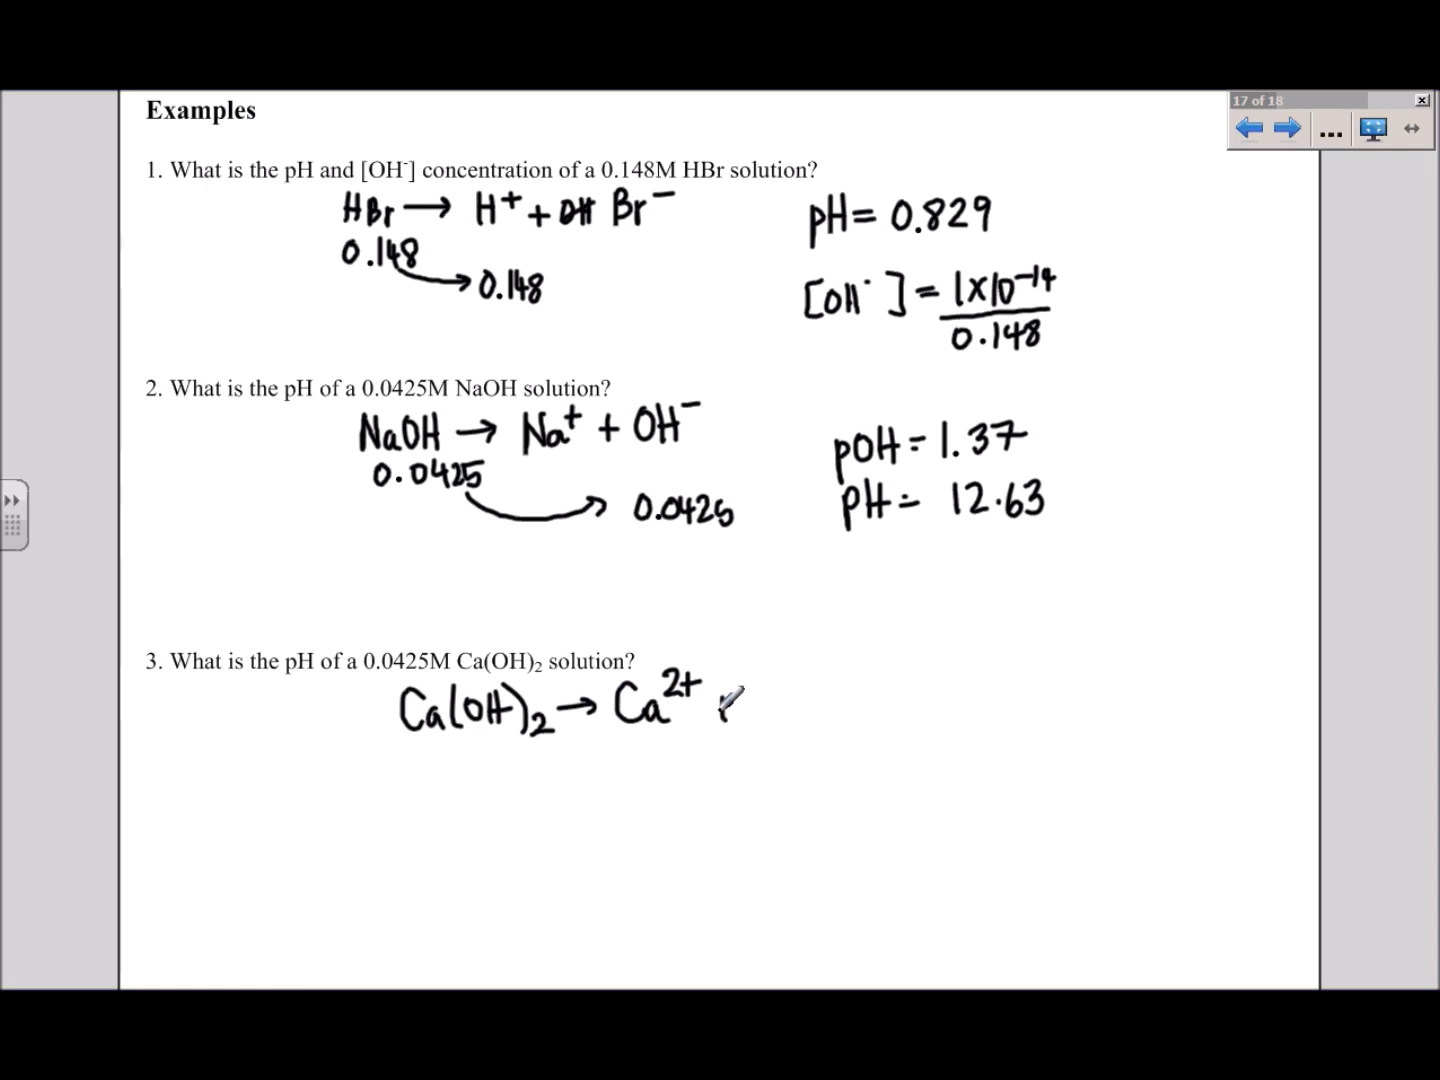 17 of 18
Examples
1. What is the pH and [OH⁻] concentration of a 0.148M HBr solution?
HBr → H⁺ + Br⁻
0.148
0.148
pH = 0.829
[OH⁻] = 1×10⁻¹⁴
0.148
2. What is the pH of a 0.0425M NaOH solution?
NaOH → Na⁺ + OH⁻
0.0425
0.0425
pOH = 1.37
pH = 12.63
3. What is the pH of a 0.0425M Ca(OH)₂ solution?
Ca(OH)₂ → Ca²⁺